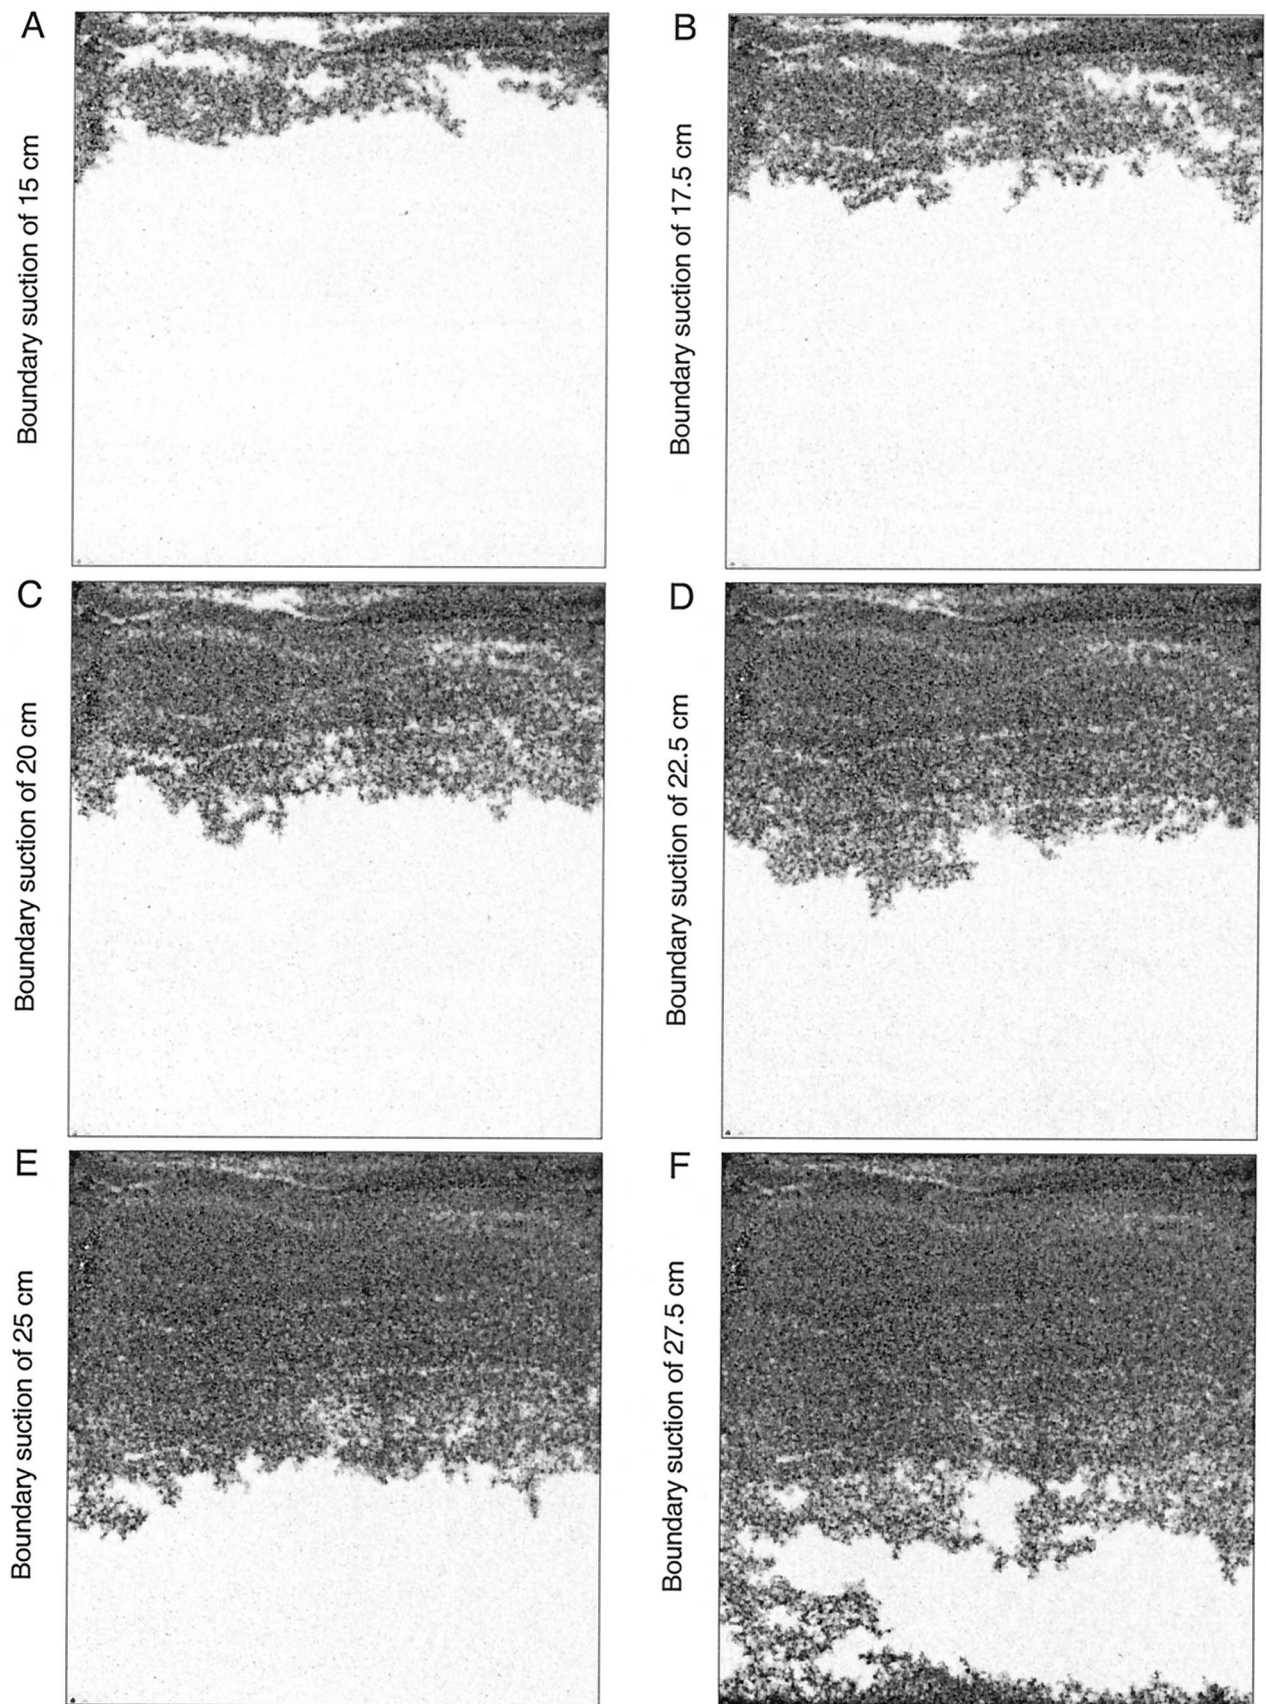 A
Boundary suction of 15 cm
B
Boundary suction of 17.5 cm
C
Boundary suction of 20 cm
D
Boundary suction of 22.5 cm
E
Boundary suction of 25 cm
F
Boundary suction of 27.5 cm